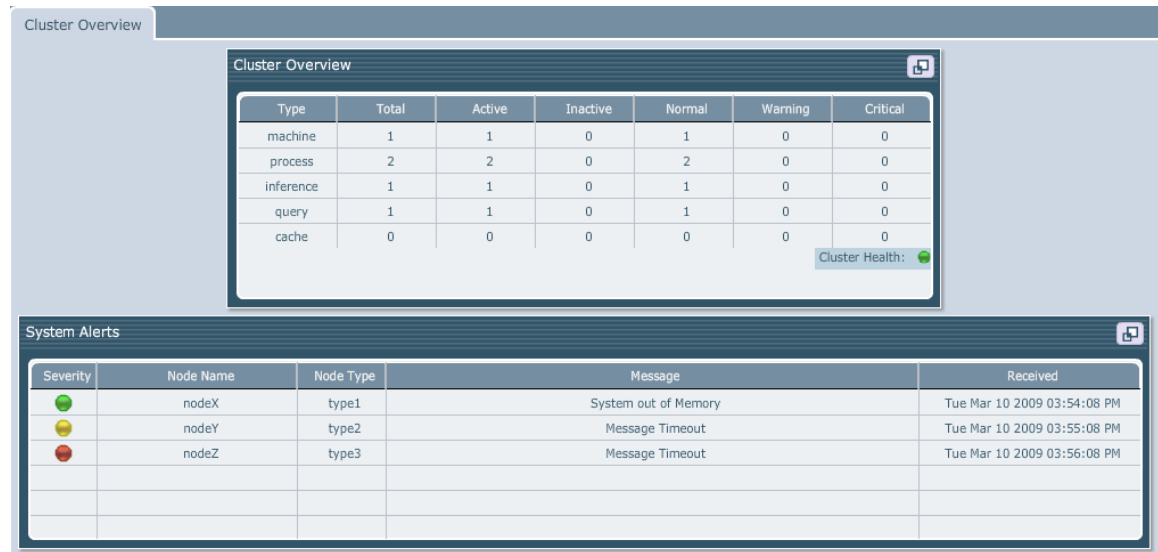 Cluster Overview
Cluster Overview
Type Total Active Inactive Normal Warning Critical
machine 1 1 0 1 0 0
process 2 2 0 2 0 0
inference 1 1 0 1 0 0
query 1 1 0 1 0 0
cache 0 0 0 0 0 0
Cluster Health:
System Alerts
Severity Node Name Node Type Message Received
nodeX type1 System out of Memory Tue Mar 10 2009 03:54:08 PM
nodeY type2 Message Timeout Tue Mar 10 2009 03:55:08 PM
nodeZ type3 Message Timeout Tue Mar 10 2009 03:56:08 PM